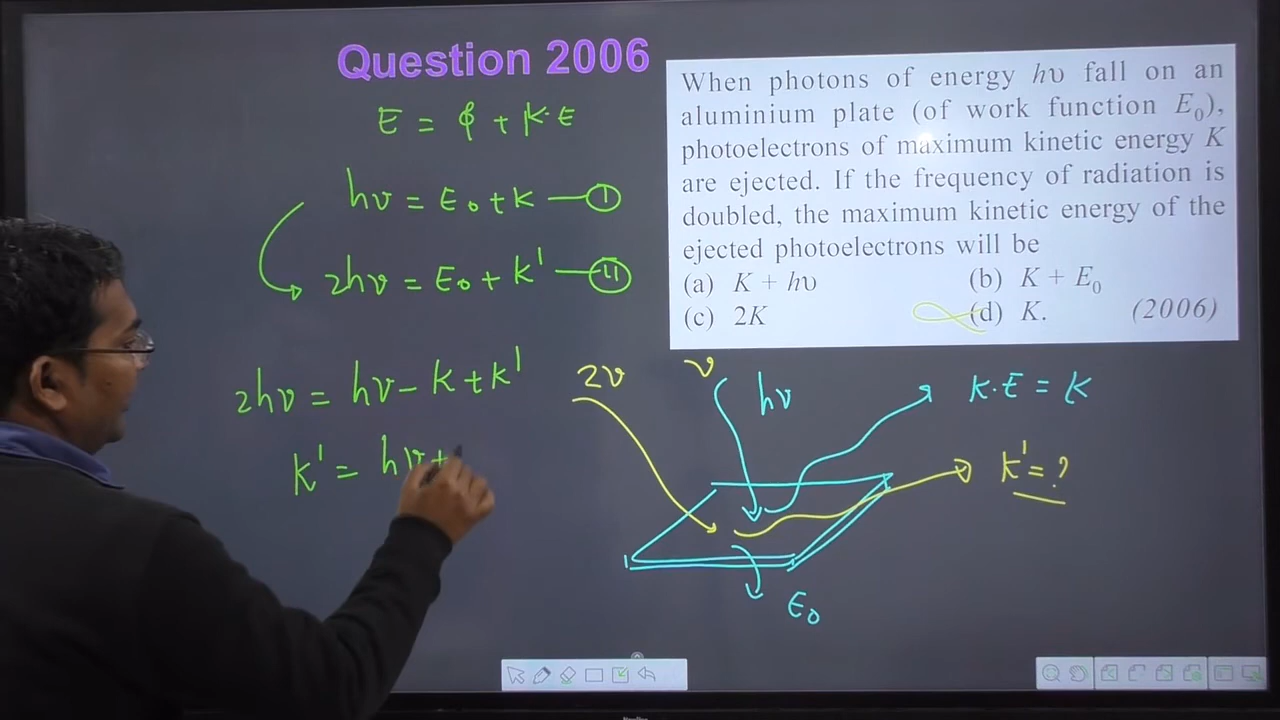 Question 2006
E = ϕ + K·E
hν = E₀ + K — ①
2hν = E₀ + K' — ⑪
2hν = hν − K + K'
K' = hν +
When photons of energy hυ fall on an
aluminium plate (of work function E₀),
photoelectrons of maximum kinetic energy K
are ejected. If the frequency of radiation is
doubled, the maximum kinetic energy of the
ejected photoelectrons will be
(a) K + hυ (b) K + E₀
(c) 2K (d) K. (2006)
2ν
ν
hν
K·E = K
K' = ?
E₀